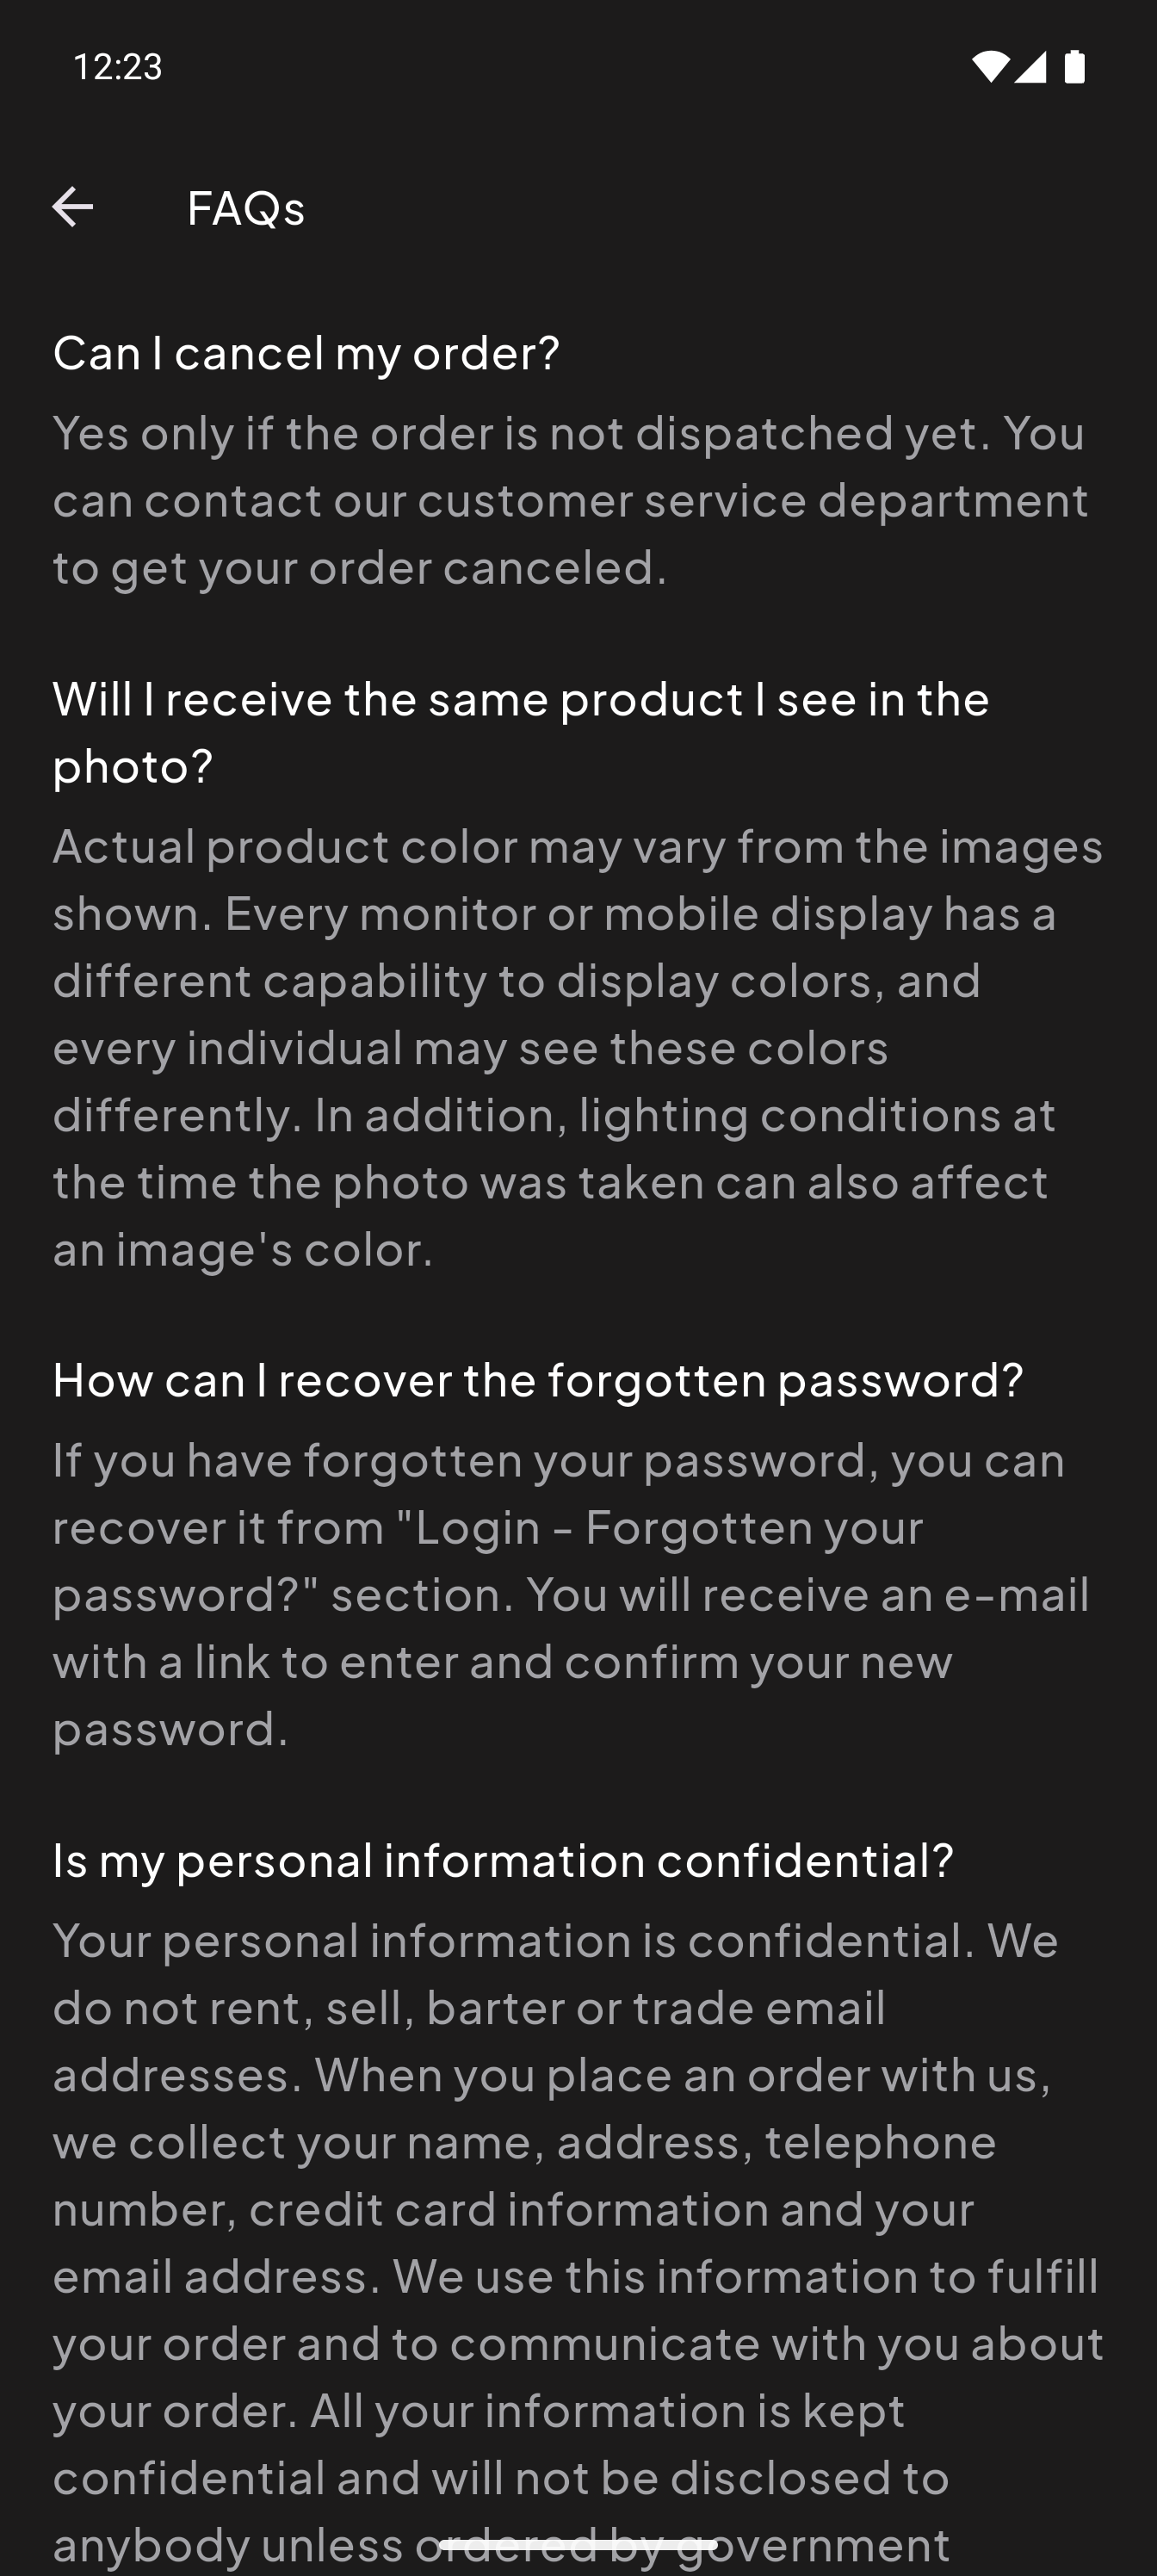 12:23
FAQs
Can I cancel my order?
Yes only if the order is not dispatched yet. You
can contact our customer service department
to get your order canceled.
Will I receive the same product I see in the
photo?
Actual product color may vary from the images
shown. Every monitor or mobile display has a
different capability to display colors, and
every individual may see these colors
differently. In addition, lighting conditions at
the time the photo was taken can also affect
an image's color.
How can I recover the forgotten password?
If you have forgotten your password, you can
recover it from "Login - Forgotten your
password?" section. You will receive an e-mail
with a link to enter and confirm your new
password.
Is my personal information confidential?
Your personal information is confidential. We
do not rent, sell, barter or trade email
addresses. When you place an order with us,
we collect your name, address, telephone
number, credit card information and your
email address. We use this information to fulfill
your order and to communicate with you about
your order. All your information is kept
confidential and will not be disclosed to
anybody unless ordered by government